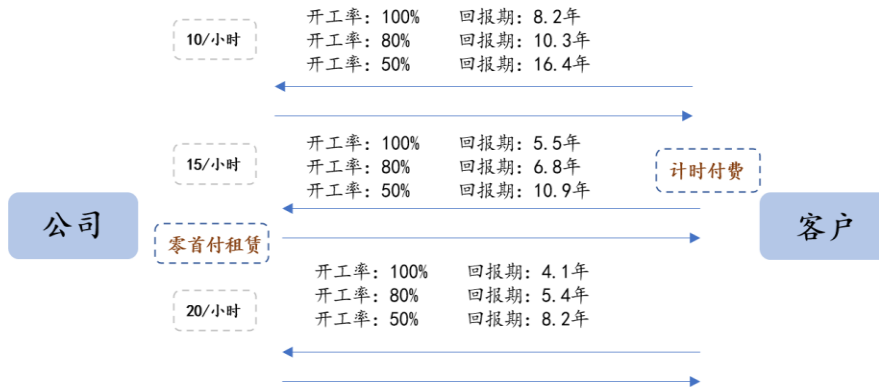 10/小时
开工率：100% 回报期：8.2年
开工率：80% 回报期：10.3年
开工率：50% 回报期：16.4年
15/小时
开工率：100% 回报期：5.5年
开工率：80% 回报期：6.8年
开工率：50% 回报期：10.9年
计时付费
公司
零首付租赁
客户
20/小时
开工率：100% 回报期：4.1年
开工率：80% 回报期：5.4年
开工率：50% 回报期：8.2年